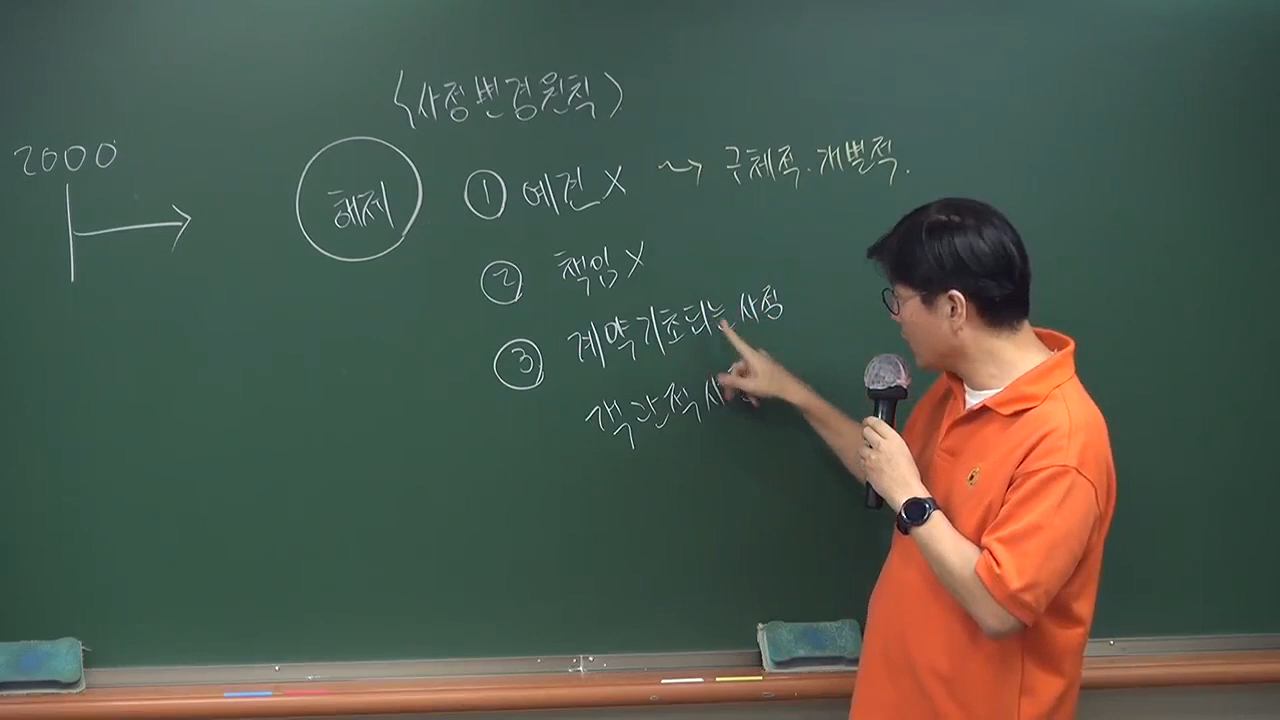 <사정변경원칙>
2000
해제
① 예견 X ⤳ 구체적·개별적.
② 책임 X
③ 계약기초되는 사정
객관적